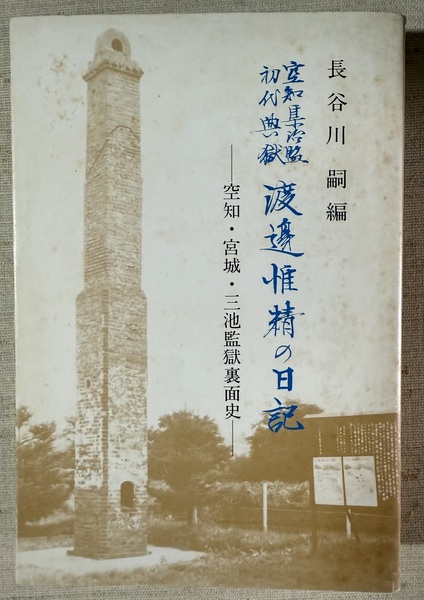 長谷川 嗣編
空知集治監
初代典獄
渡邊惟精の日記
──空知・宮城・三池監獄裏面史──